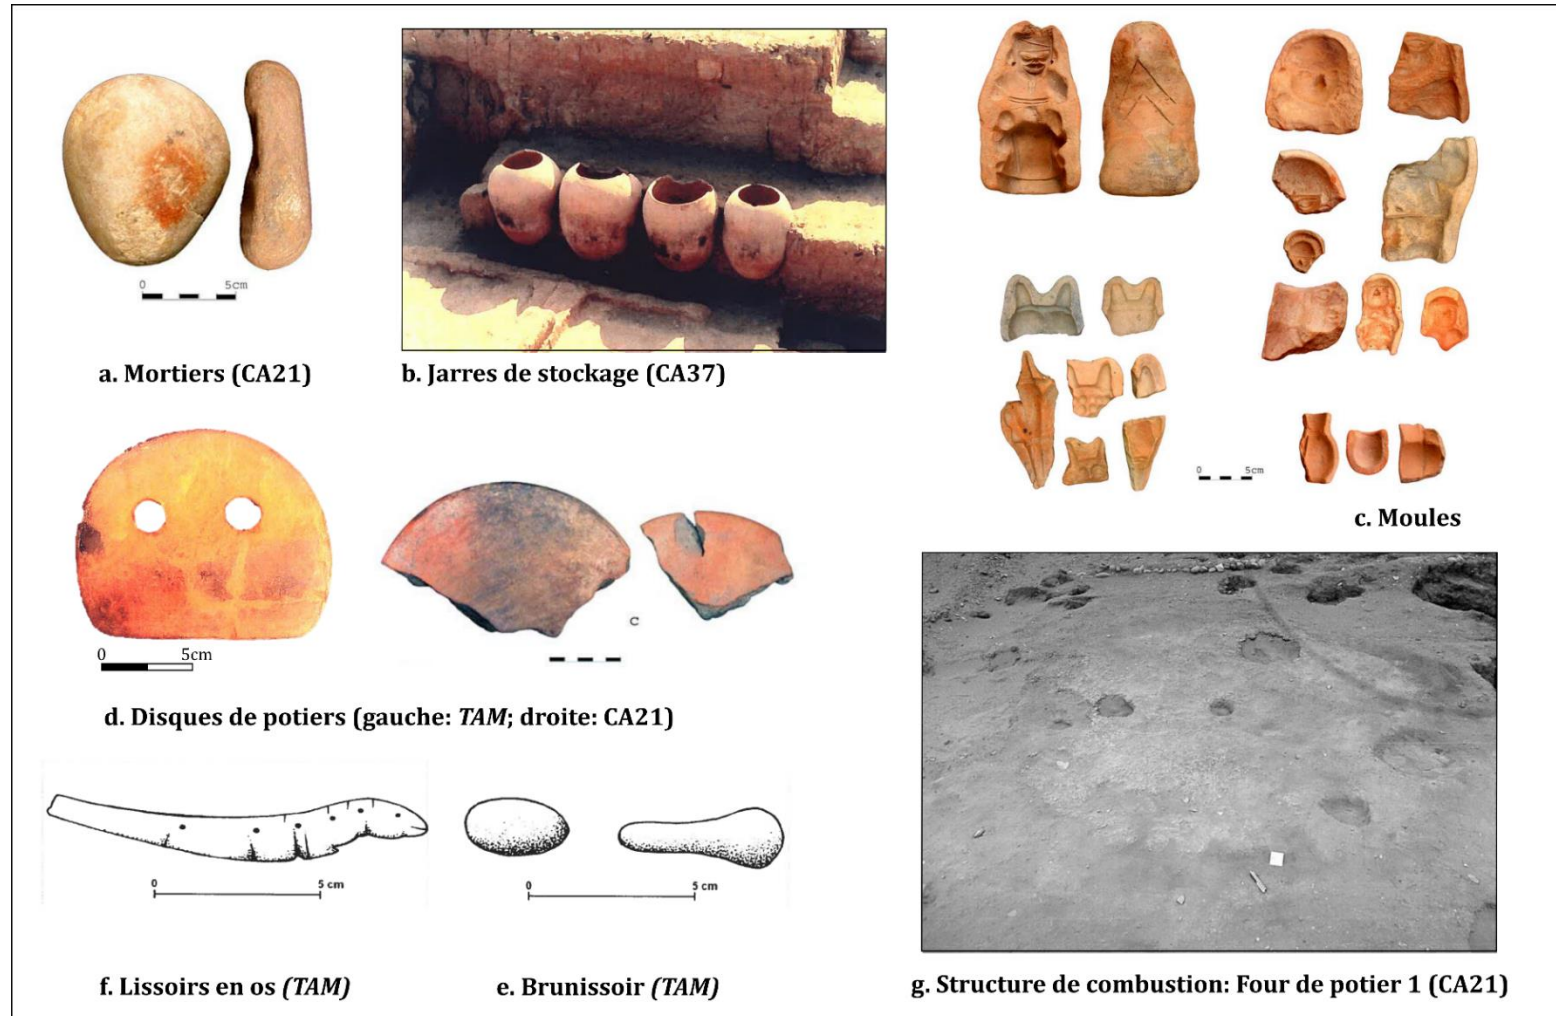 0 5cm
a. Mortiers (CA21)
b. Jarres de stockage (CA37)
0 5cm
c. Moules
c
0 5cm
d. Disques de potiers (gauche: TAM; droite: CA21)
0 5 cm
0 5 cm
f. Lissoirs en os (TAM)
e. Brunissoir (TAM)
g. Structure de combustion: Four de potier 1 (CA21)